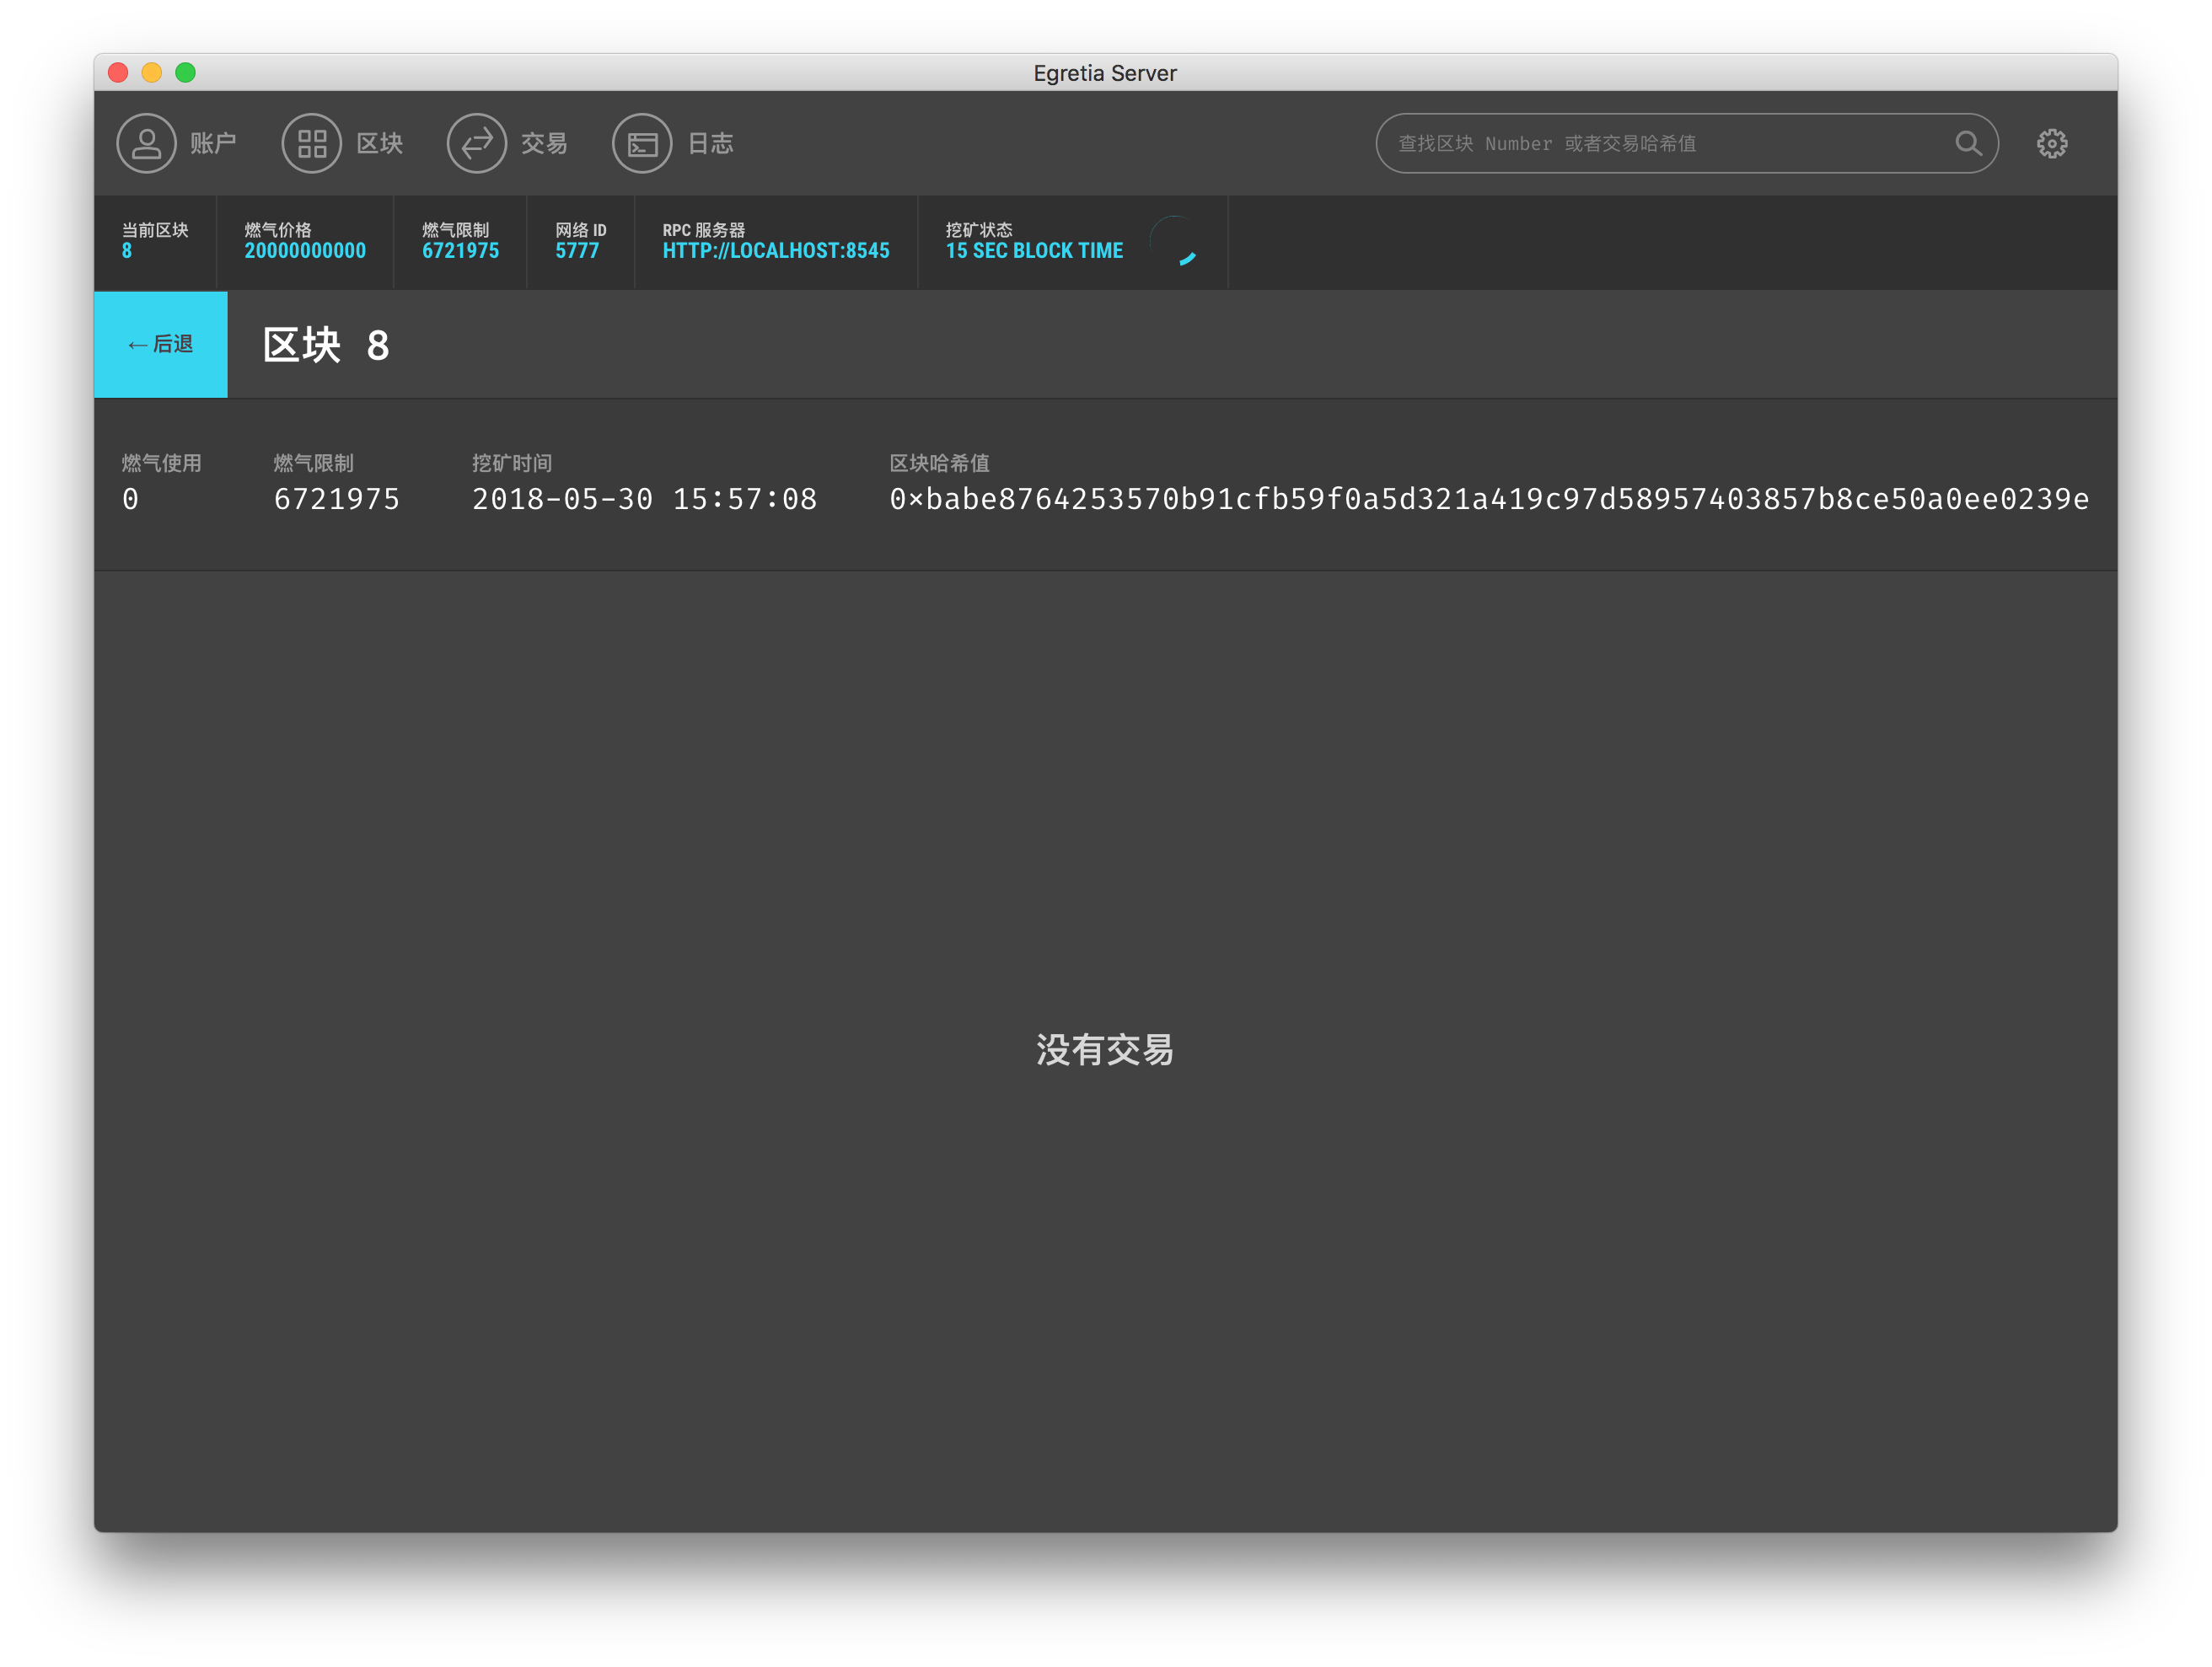 Egretia Server
账户 区块 交易 日志 查找区块 Number 或者交易哈希值
当前区块 燃气价格 燃气限制 网络 ID RPC 服务器 挖矿状态
8 20000000000 6721975 5777 HTTP://LOCALHOST:8545 15 SEC BLOCK TIME
← 后退 区块 8
燃气使用 燃气限制 挖矿时间 区块哈希值
0 6721975 2018-05-30 15:57:08 0×babe8764253570b91cfb59f0a5d321a419c97d58957403857b8ce50a0ee0239e
没有交易